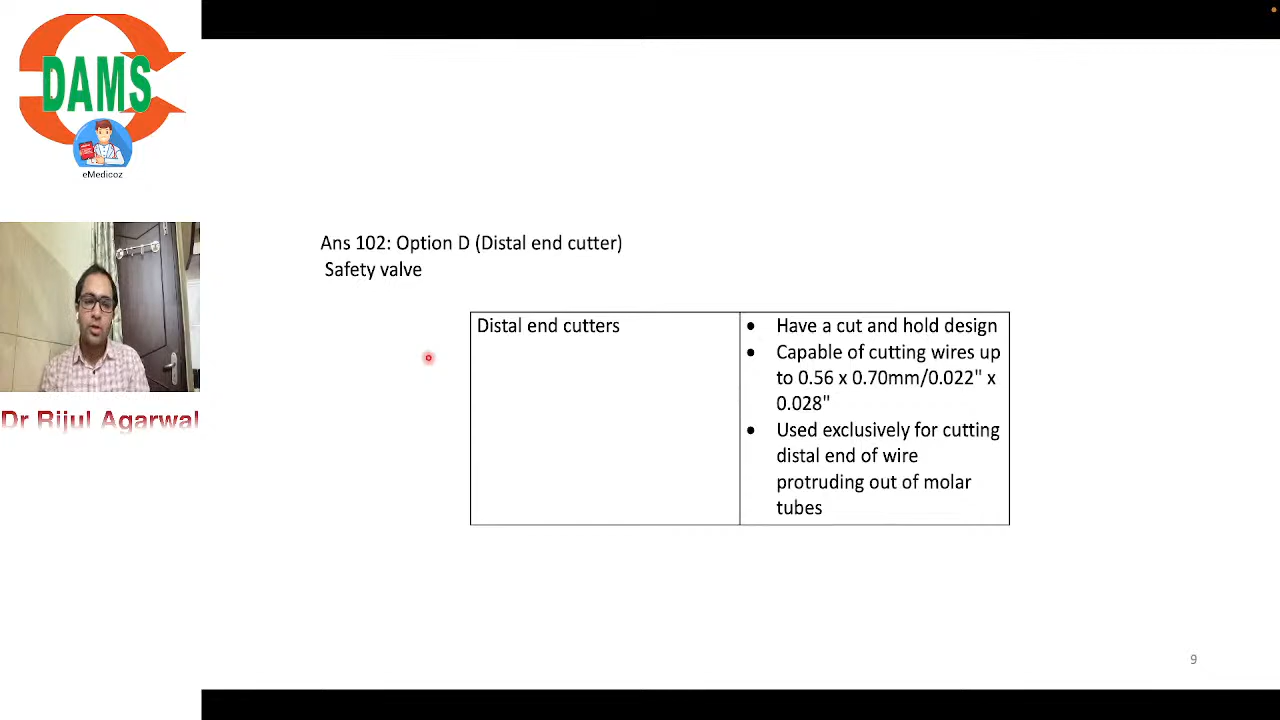 DAMS
eMedicoz
Dr Rijul Agarwal
Ans 102: Option D (Distal end cutter)
Safety valve
Distal end cutters
• Have a cut and hold design
• Capable of cutting wires up
to 0.56 x 0.70mm/0.022" x
0.028"
• Used exclusively for cutting
distal end of wire
protruding out of molar
tubes
9